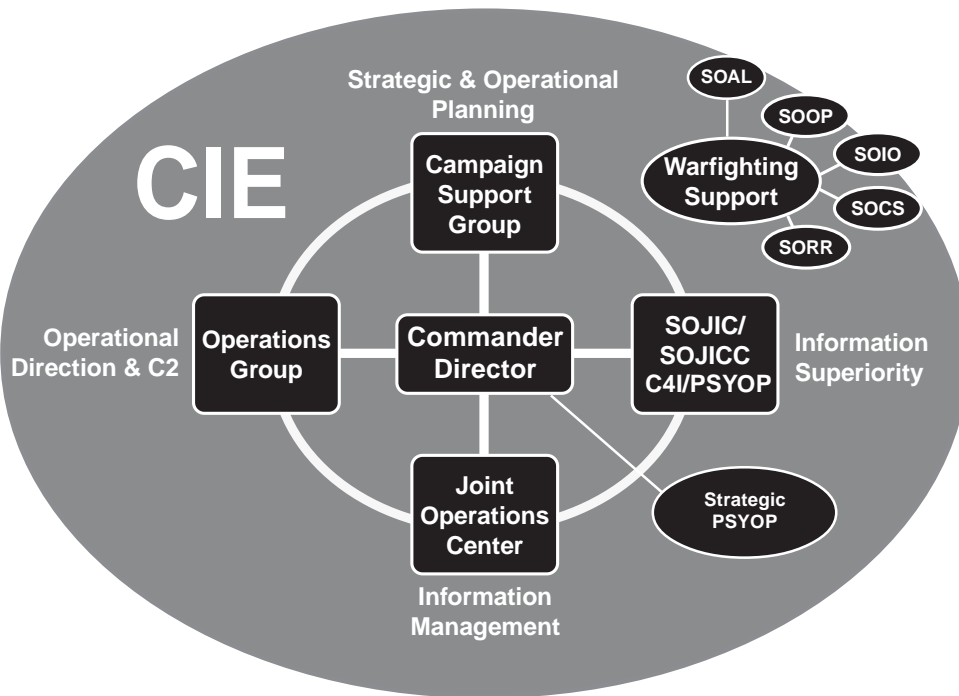 CIE
Strategic & Operational
Planning
Campaign
Support
Group
SOAL
SOOP
SOIO
SOCS
SORR
Warfighting
Support
Operational
Direction & C2
Operations
Group
Commander
Director
SOJIC/
SOJICC
C4I/PSYOP
Information
Superiority
Joint
Operations
Center
Strategic
PSYOP
Information
Management